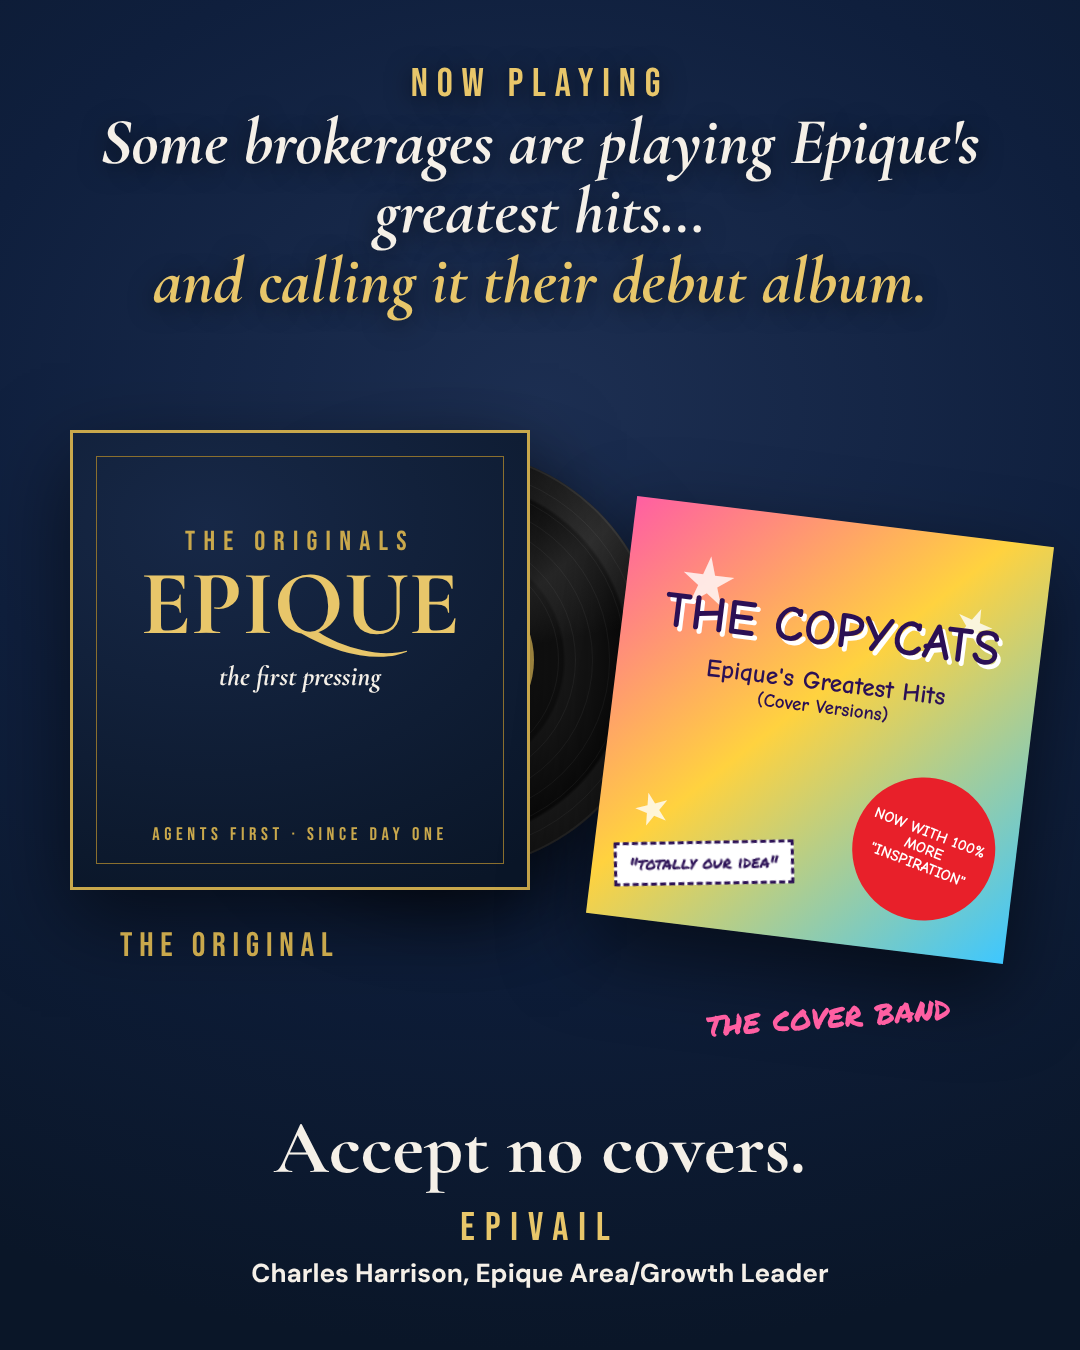 NOW PLAYING
Some brokerages are playing Epique's
greatest hits...
and calling it their debut album.
THE ORIGINALS
EPIQUE
the first pressing
AGENTS FIRST · SINCE DAY ONE
THE ORIGINAL
THE COPYCATS
Epique's Greatest Hits
(Cover Versions)
"TOTALLY OUR IDEA"
NOW WITH 100%
MORE
"INSPIRATION"
THE COVER BAND
Accept no covers.
EPIVAIL
Charles Harrison, Epique Area/Growth Leader